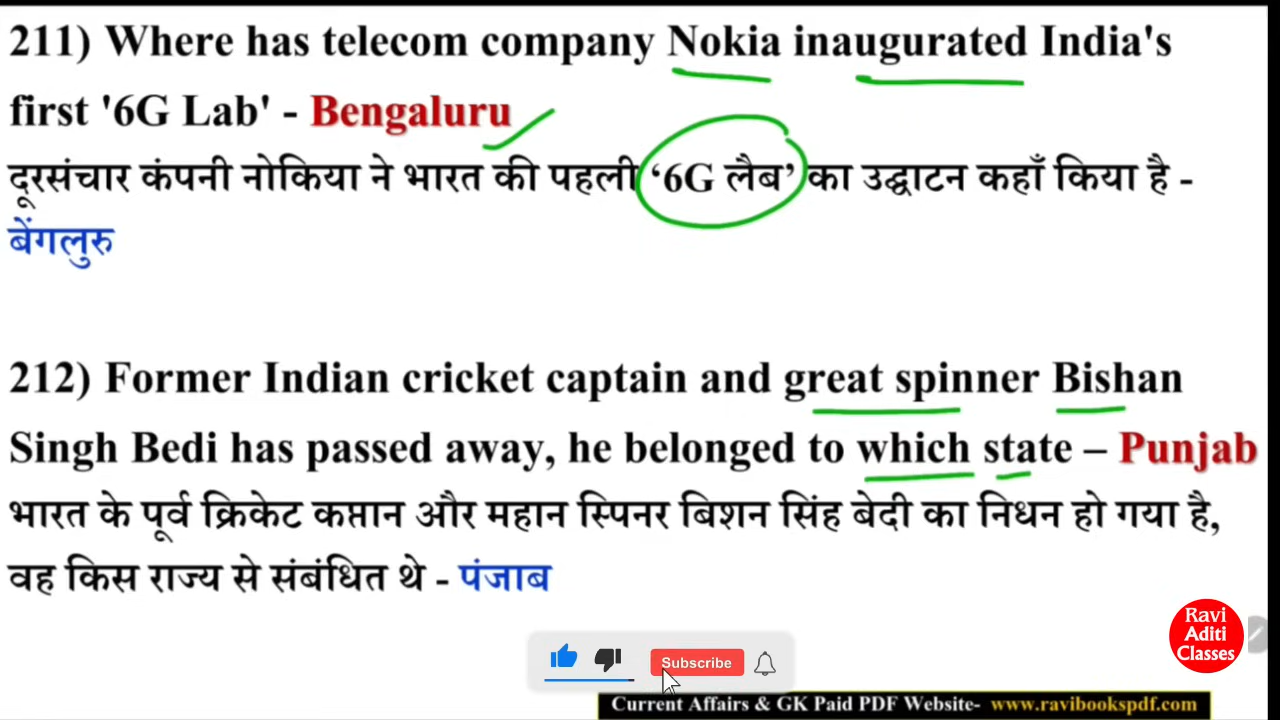 211) Where has telecom company Nokia inaugurated India's
first '6G Lab' - Bengaluru
दूरसंचार कंपनी नोकिया ने भारत की पहली ‘6G लैब’ का उद्घाटन कहाँ किया है -
बेंगलुरु
212) Former Indian cricket captain and great spinner Bishan
Singh Bedi has passed away, he belonged to which state – Punjab
भारत के पूर्व क्रिकेट कप्तान और महान स्पिनर बिशन सिंह बेदी का निधन हो गया है,
वह किस राज्य से संबंधित थे - पंजाब
Ravi
Aditi
Classes
Subscribe
Current Affairs & GK Paid PDF Website- www.ravibookspdf.com